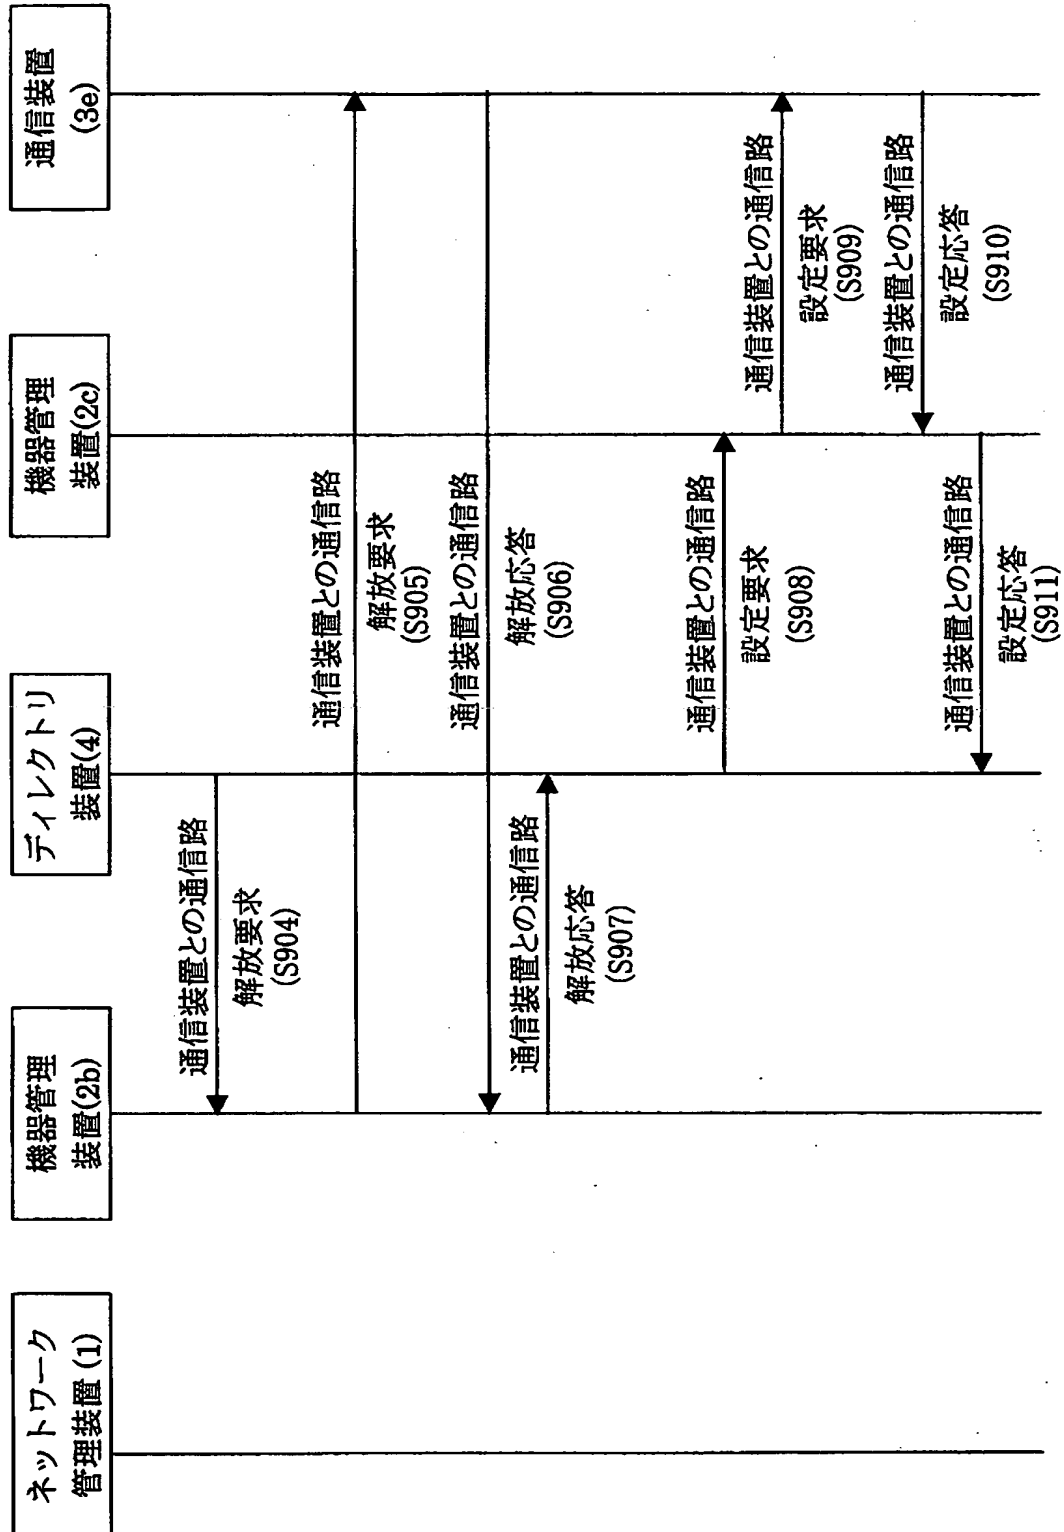 ネットワーク
管理装置(1)
機器管理
装置(2b)
ディレクトリ
装置(4)
機器管理
装置(2c)
通信装置
(3e)
通信装置との通信路
解放要求
(S904)
通信装置との通信路
解放要求
(S905)
通信装置との通信路
解放応答
(S906)
通信装置との通信路
解放応答
(S907)
通信装置との通信路
設定要求
(S908)
通信装置との通信路
設定要求
(S909)
通信装置との通信路
設定応答
(S910)
通信装置との通信路
設定応答
(S911)